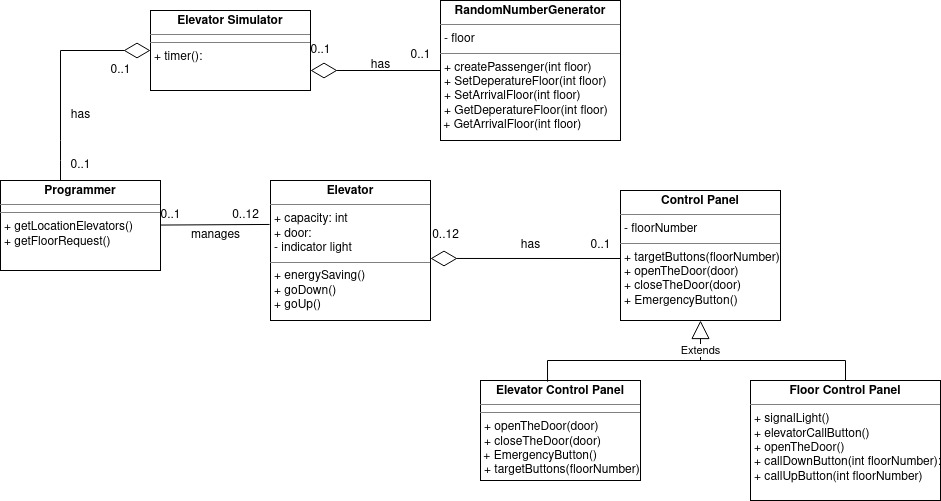 Elevator Simulator
+ timer():
0..1
has
0..1
0..1
has
0..1
RandomNumberGenerator
- floor
+ createPassenger(int floor)
+ SetDeperatureFloor(int floor)
+ SetArrivalFloor(int floor)
+ GetDeperatureFloor(int floor)
+ GetArrivalFloor(int floor)
Programmer
+ getLocationElevators()
+ getFloorRequest()
0..1
0..12
manages
Elevator
+ capacity: int
+ door:
- indicator light
+ energySaving()
+ goDown()
+ goUp()
0..12
has
0..1
Control Panel
- floorNumber
+ targetButtons(floorNumber)
+ openTheDoor(door)
+ closeTheDoor(door)
+ EmergencyButton()
Extends
Elevator Control Panel
+ openTheDoor(door)
+ closeTheDoor(door)
+ EmergencyButton()
+ targetButtons(floorNumber)
Floor Control Panel
+ signalLight()
+ elevatorCallButton()
+ openTheDoor()
+ callDownButton(int floorNumber):
+ callUpButton(int floorNumber)